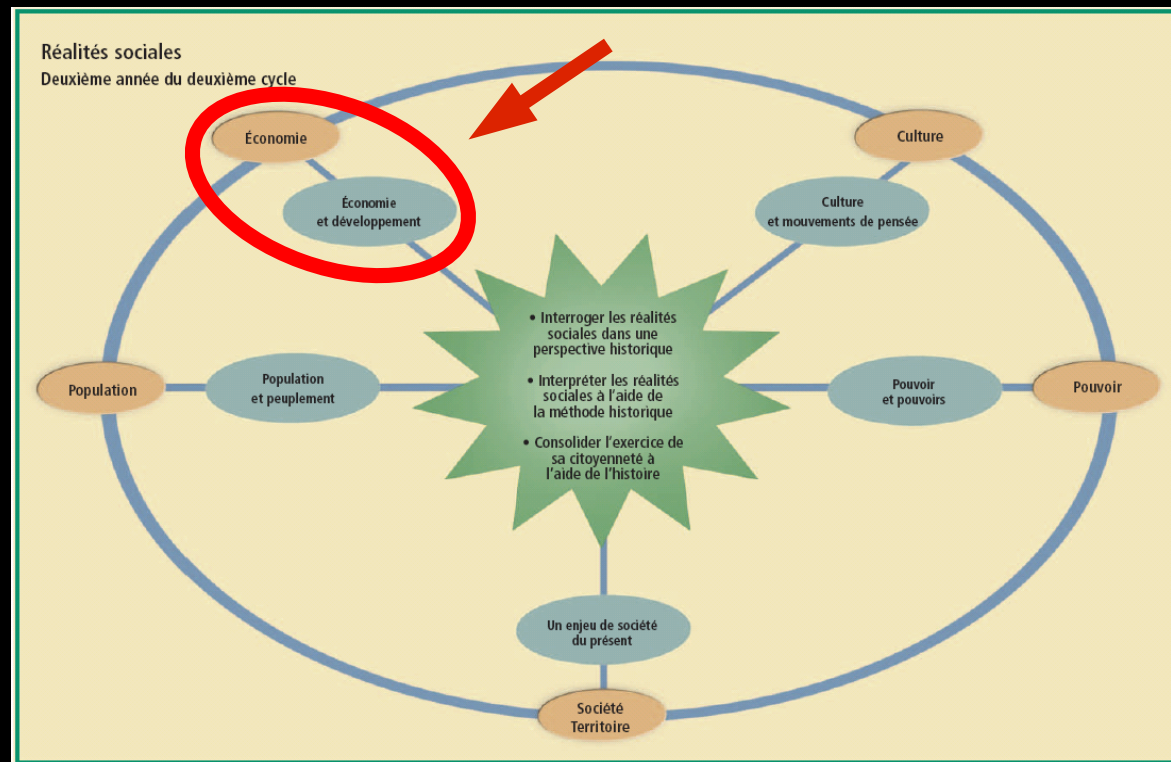 Réalités sociales
Deuxième année du deuxième cycle
Économie
Culture
Économie
et développement
Culture
et mouvements de pensée
• Interroger les réalités
sociales dans une
perspective historique
• Interpréter les réalités
sociales à l'aide de
la méthode historique
• Consolider l'exercice de
sa citoyenneté à
l'aide de l'histoire
Population
Population
et peuplement
Pouvoir
et pouvoirs
Pouvoir
Un enjeu de société
du présent
Société
Territoire